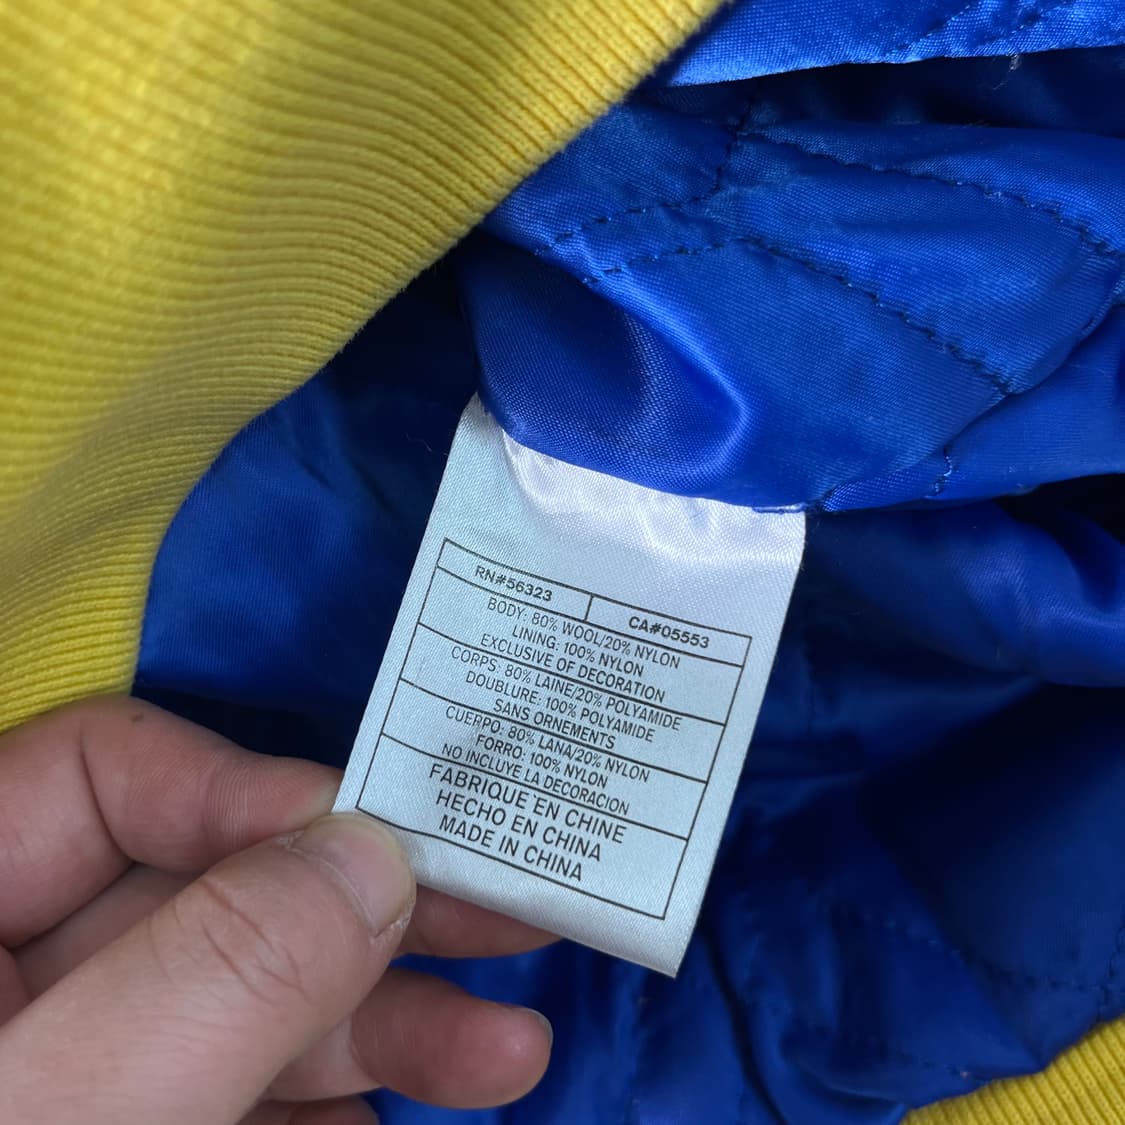 RN#56323
CA#05553
BODY: 80% WOOL/20% NYLON
LINING: 100% NYLON
EXCLUSIVE OF DECORATION
CORPS: 80% LAINE/20% POLYAMIDE
DOUBLURE: 100% POLYAMIDE
SANS ORNEMENTS
CUERPO: 80% LANA/20% NYLON
FORRO: 100% NYLON
NO INCLUYE LA DECORACION
FABRIQUE EN CHINE
HECHO EN CHINA
MADE IN CHINA